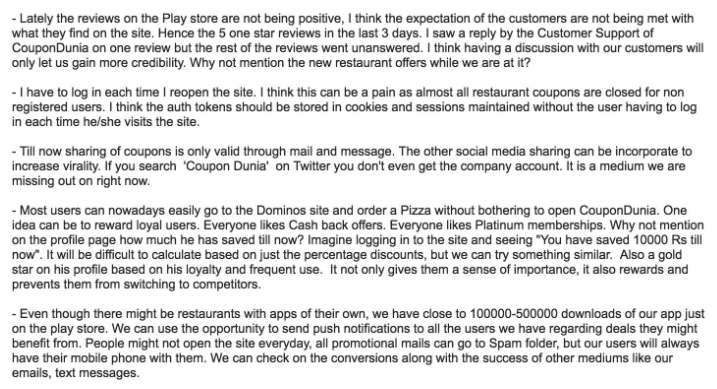 - Lately the reviews on the Play store are not being positive, I think the expectation of the customers are not being met with
what they find on the site. Hence the 5 one star reviews in the last 3 days. I saw a reply by the Customer Support of
CouponDunia on one review but the rest of the reviews went unanswered. I think having a discussion with our customers will
only let us gain more credibility. Why not mention the new restaurant offers while we are at it?
- I have to log in each time I reopen the site. I think this can be a pain as almost all restaurant coupons are closed for non
registered users. I think the auth tokens should be stored in cookies and sessions maintained without the user having to log
in each time he/she visits the site.
- Till now sharing of coupons is only valid through mail and message. The other social media sharing can be incorporate to
increase virality. If you search 'Coupon Dunia' on Twitter you don't even get the company account. It is a medium we are
missing out on right now.
- Most users can nowadays easily go to the Dominos site and order a Pizza without bothering to open CouponDunia. One
idea can be to reward loyal users. Everyone likes Cash back offers. Everyone likes Platinum memberships. Why not mention
on the profile page how much he has saved till now? Imagine logging in to the site and seeing "You have saved 10000 Rs till
now". It will be difficult to calculate based on just the percentage discounts, but we can try something similar. Also a gold
star on his profile based on his loyalty and frequent use. It not only gives them a sense of importance, it also rewards and
prevents them from switching to competitors.
- Even though there might be restaurants with apps of their own, we have close to 100000-500000 downloads of our app just
on the play store. We can use the opportunity to send push notifications to all the users we have regarding deals they might
benefit from. People might not open the site everyday, all promotional mails can go to Spam folder, but our users will always
have their mobile phone with them. We can check on the conversions along with the success of other mediums like our
emails, text messages.